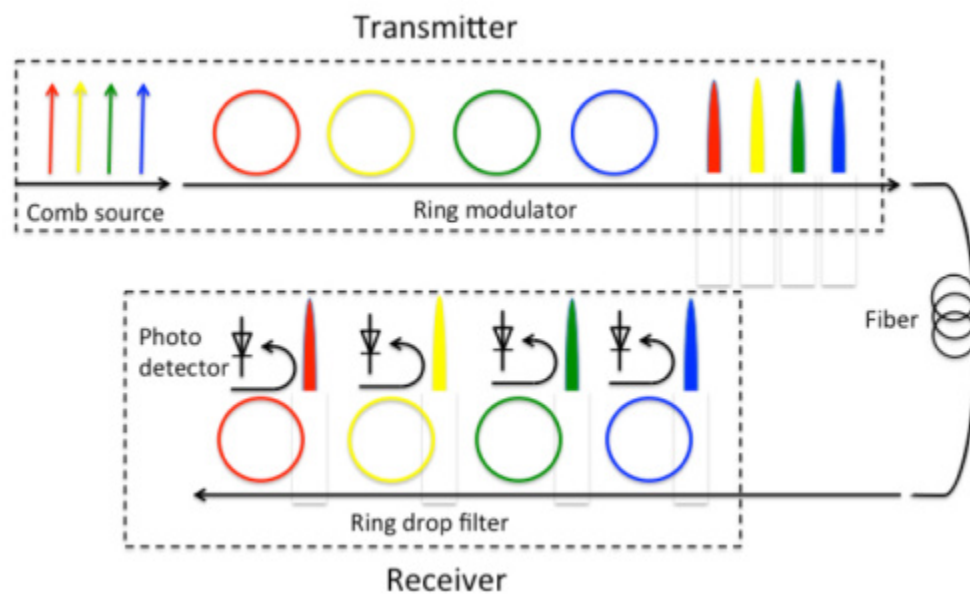 Transmitter
Comb source
Ring modulator
Fiber
Photo
detector
Ring drop filter
Receiver